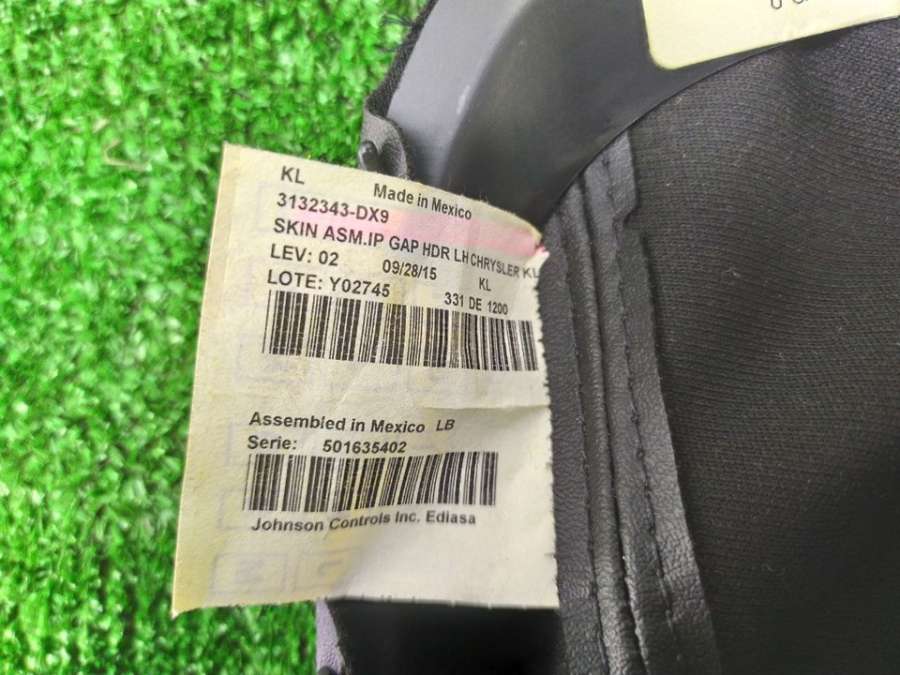 KL
Made in Mexico
3132343-DX9
SKIN ASM.IP GAP HDR LH CHRYSLER KL
LEV: 02 09/28/15 KL
LOTE: Y02745 331 DE 1200
Assembled in Mexico LB
Serie: 501635402
Johnson Controls Inc. Ediasa